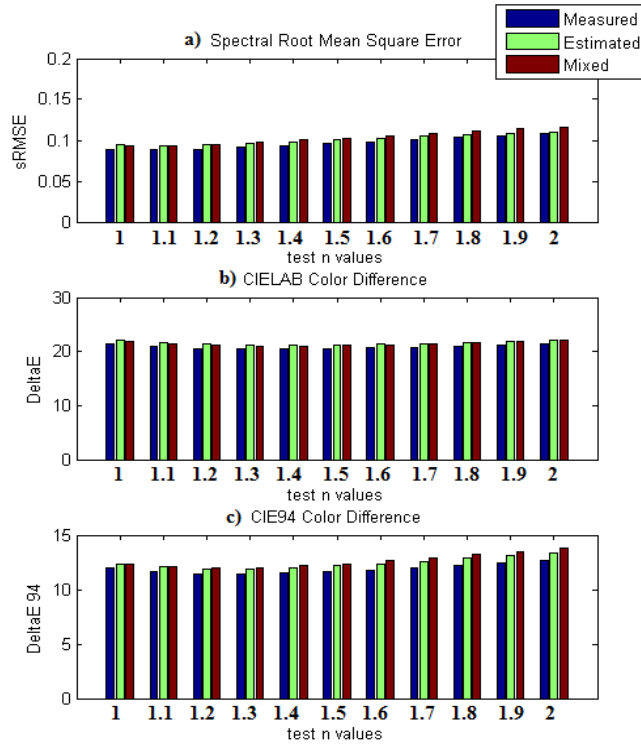 Measured
Estimated
Mixed
a) Spectral Root Mean Square Error
0.2
0.15
0.1
0.05
0
sRMSE
1 1.1 1.2 1.3 1.4 1.5 1.6 1.7 1.8 1.9 2
test n values
b) CIELAB Color Difference
30
20
10
0
DeltaE
1 1.1 1.2 1.3 1.4 1.5 1.6 1.7 1.8 1.9 2
test n values
c) CIE94 Color Difference
15
10
5
0
DeltaE 94
1 1.1 1.2 1.3 1.4 1.5 1.6 1.7 1.8 1.9 2
test n values